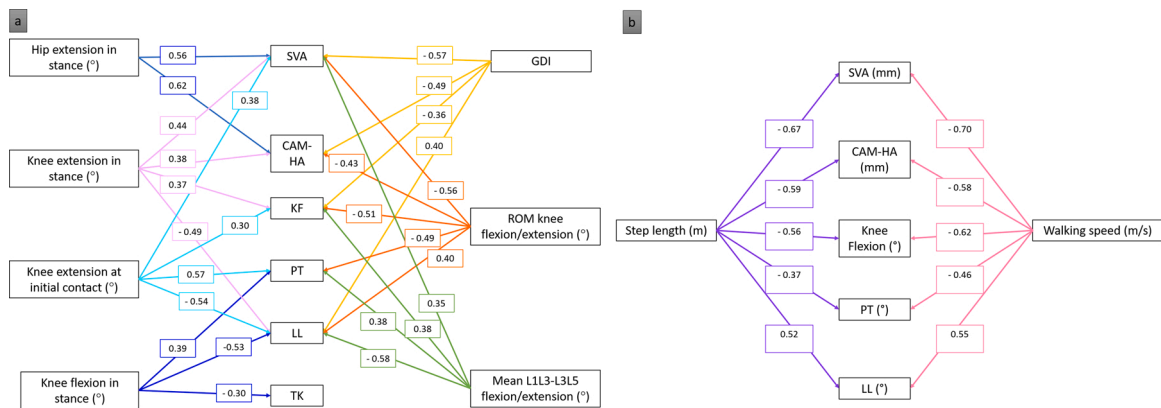 a
Hip extension in
stance (°)
Knee extension in
stance (°)
Knee extension at
initial contact (°)
Knee flexion in
stance (°)
0.56
0.62
0.38
0.44
0.38
0.37
- 0.49
0.30
0.57
- 0.54
0.39
-0.53
- 0.30
SVA
CAM-
HA
KF
PT
LL
TK
- 0.57
- 0.49
- 0.36
0.40
- 0.43
- 0.56
- 0.51
- 0.49
0.40
0.35
0.38
0.38
- 0.58
GDI
ROM knee
flexion/extension (°)
Mean L1L3-L3L5
flexion/extension (°)
b
Step length (m)
- 0.67
- 0.59
- 0.56
- 0.37
0.52
SVA (mm)
CAM-HA
(mm)
Knee
Flexion (°)
PT (°)
LL (°)
- 0.70
- 0.58
- 0.62
- 0.46
0.55
Walking speed (m/s)